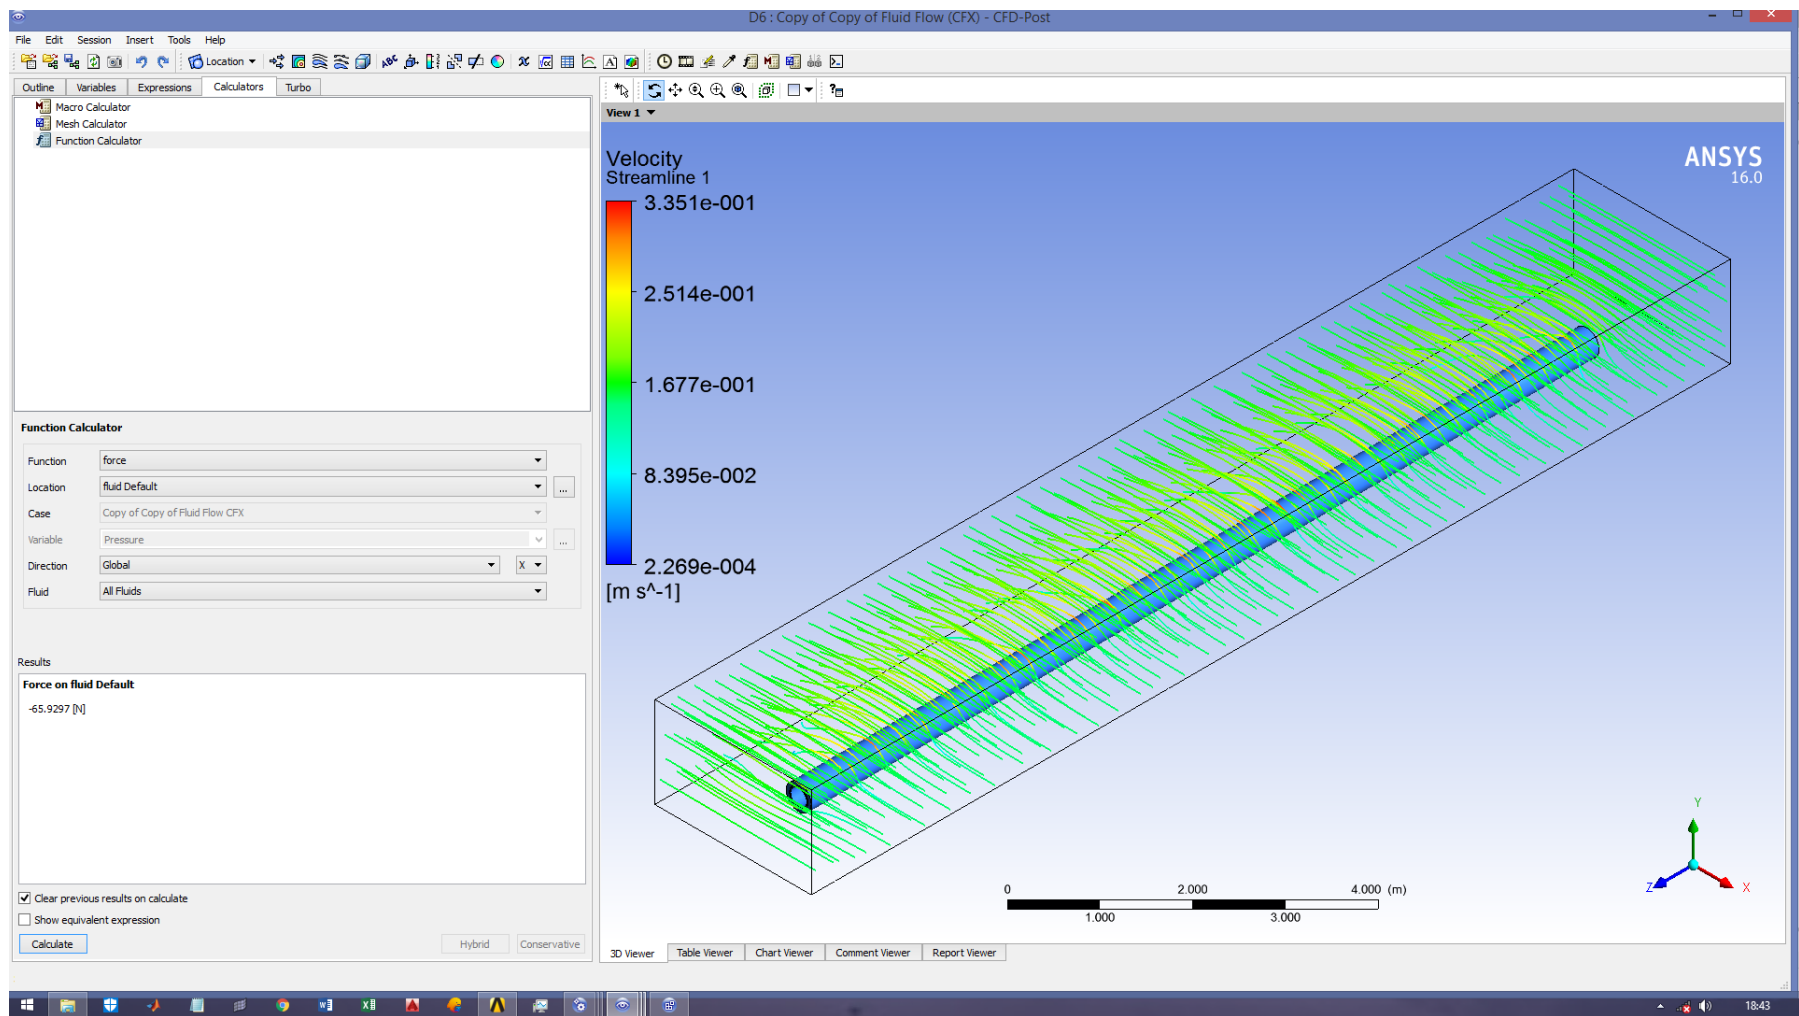 D6 : Copy of Copy of Fluid Flow (CFX) - CFD-Post
File Edit Session Insert Tools Help
Location
Outline Variables Expressions Calculators Turbo
Macro Calculator
Mesh Calculator
Function Calculator
Function Calculator
Function force
Location fluid Default ...
Case Copy of Copy of Fluid Flow CFX
Variable Pressure ...
Direction Global X
Fluid All Fluids
Results
Force on fluid Default
-65.9297 [N]
Clear previous results on calculate
Show equivalent expression
Calculate Hybrid Conservative
View 1
Velocity
Streamline 1
3.351e-001
2.514e-001
1.677e-001
8.395e-002
2.269e-004
[m s^-1]
ANSYS
16.0
0 2.000 4.000 (m)
1.000 3.000
Y
Z X
3D Viewer Table Viewer Chart Viewer Comment Viewer Report Viewer
18:43